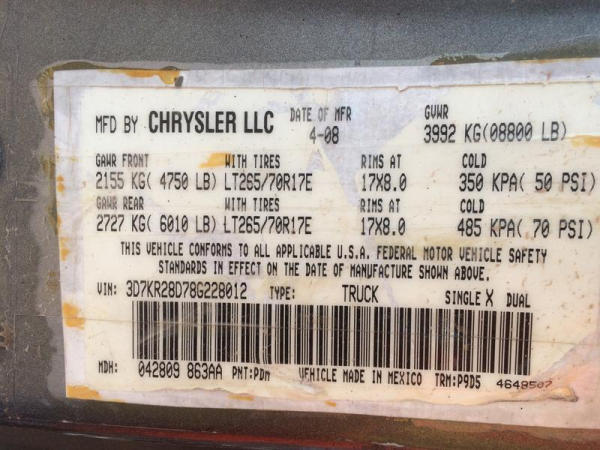 MFD BY CHRYSLER LLC DATE OF MFR GVWR
4-08 3992 KG(08800 LB)
GAWR FRONT WITH TIRES RIMS AT COLD
2155 KG( 4750 LB) LT265/70R17E 17X8.0 350 KPA( 50 PSI)
GAWR REAR WITH TIRES RIMS AT COLD
2727 KG( 6010 LB) LT265/70R17E 17X8.0 485 KPA( 70 PSI)
THIS VEHICLE CONFORMS TO ALL APPLICABLE U.S.A. FEDERAL MOTOR VEHICLE SAFETY
STANDARDS IN EFFECT ON THE DATE OF MANUFACTURE SHOWN ABOVE.
VIN: 3D7KR28D78G228012 TYPE: TRUCK SINGLE X DUAL
MDH: 042809 863AA PNT:PDM VEHICLE MADE IN MEXICO TRM:P9D5 4648507